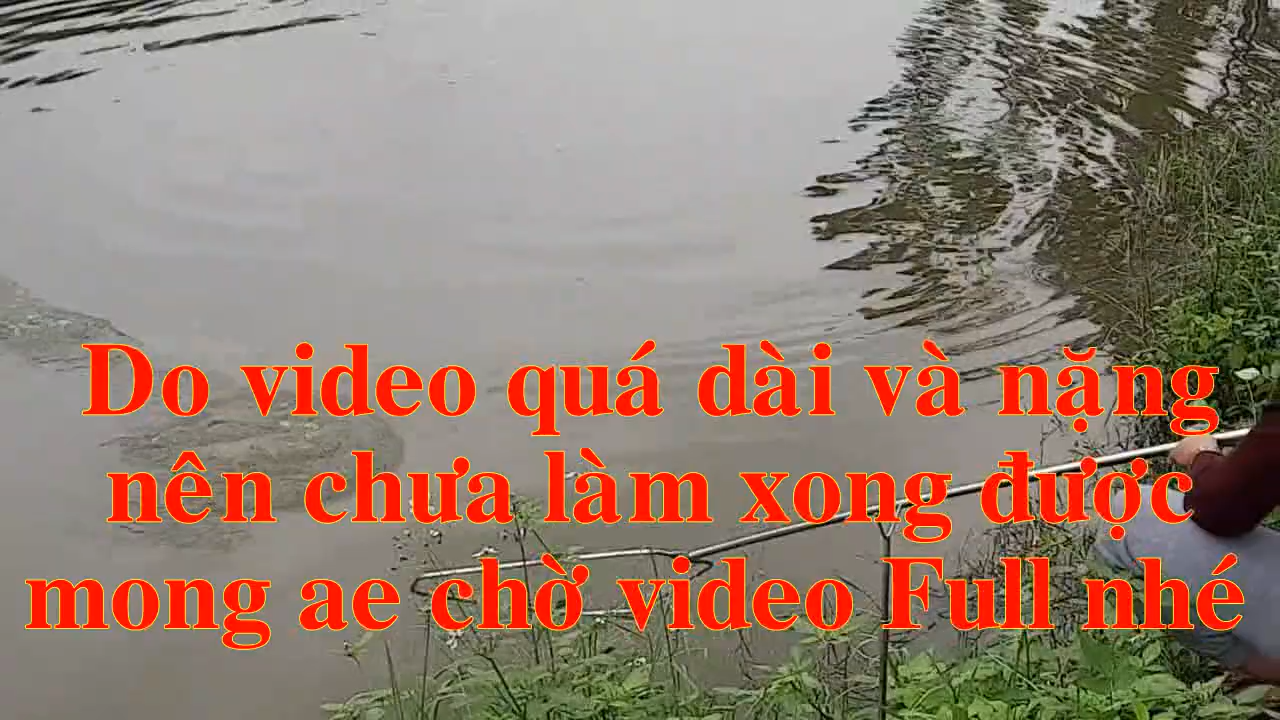 Do video quá dài và nặng
nên chưa làm xong được
mong ae chờ video Full nhé